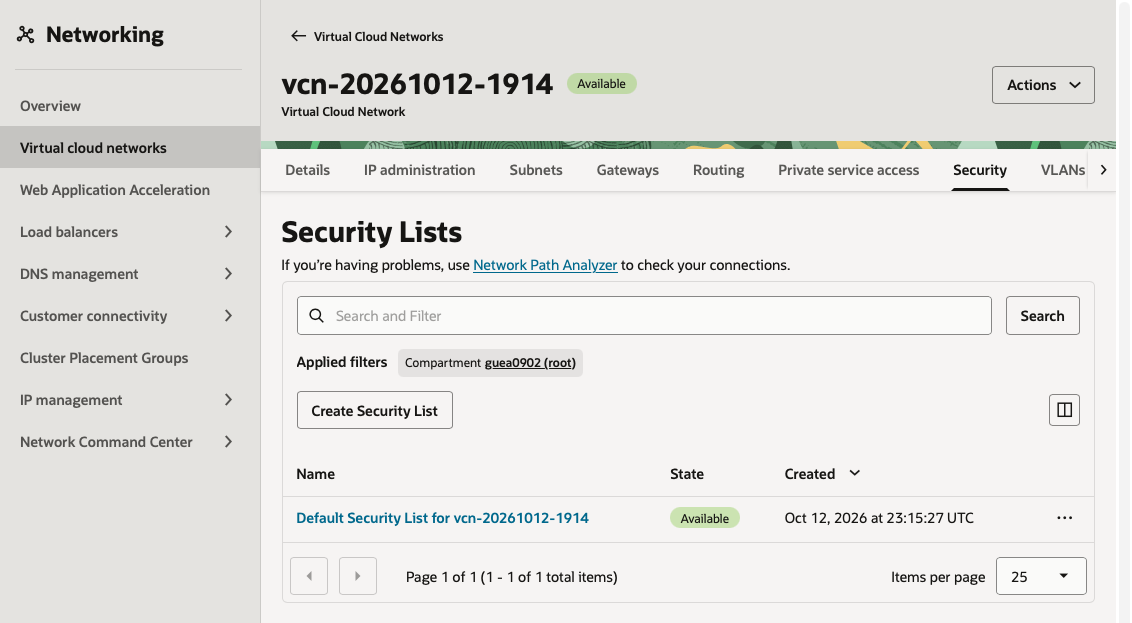 Networking
Overview
Virtual cloud networks
Web Application Acceleration
Load balancers
DNS management
Customer connectivity
Cluster Placement Groups
IP management
Network Command Center
Virtual Cloud Networks
vcn-20261012-1914 Available
Virtual Cloud Network
Actions
Details IP administration Subnets Gateways Routing Private service access Security VLANs
Security Lists
If you're having problems, use Network Path Analyzer to check your connections.
Search and Filter Search
Applied filters Compartment guea0902 (root)
Create Security List
Name State Created
Default Security List for vcn-20261012-1914 Available Oct 12, 2026 at 23:15:27 UTC
Page 1 of 1 (1 - 1 of 1 total items) Items per page 25